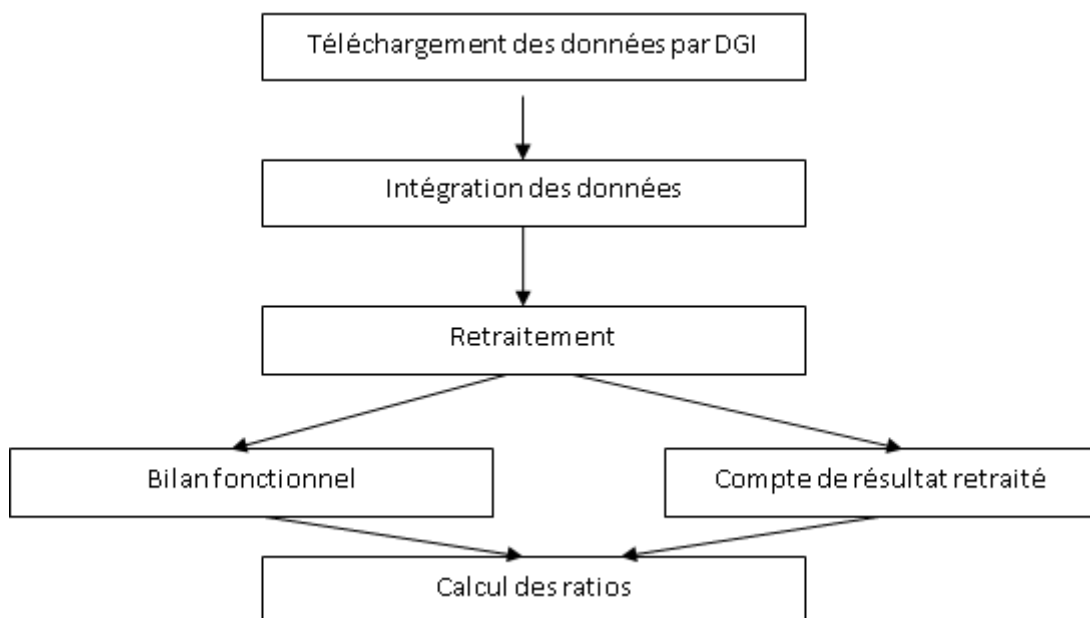 Téléchargement des données par DGI
Intégration des données
Retraitement
Bilan fonctionnel
Compte de résultat retraité
Calcul des ratios